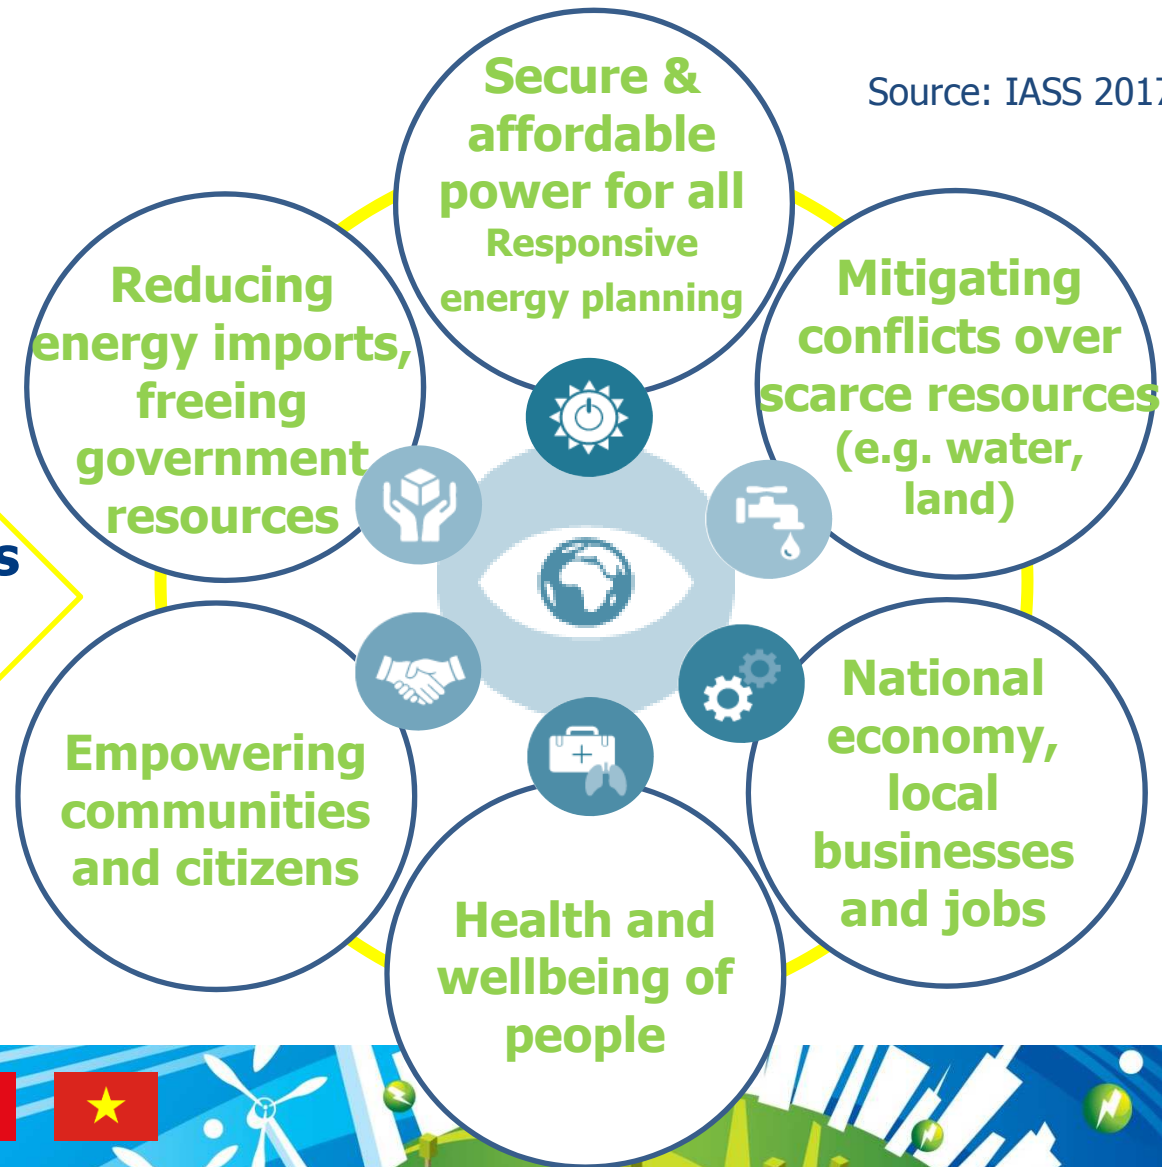 Source: IASS 2017
Secure &
affordable
power for all
Responsive
energy planning
Mitigating
conflicts over
scarce resources
(e.g. water,
land)
National
economy,
local
businesses
and jobs
Health and
wellbeing of
people
Empowering
communities
and citizens
Reducing
energy imports,
freeing
government
resources
s